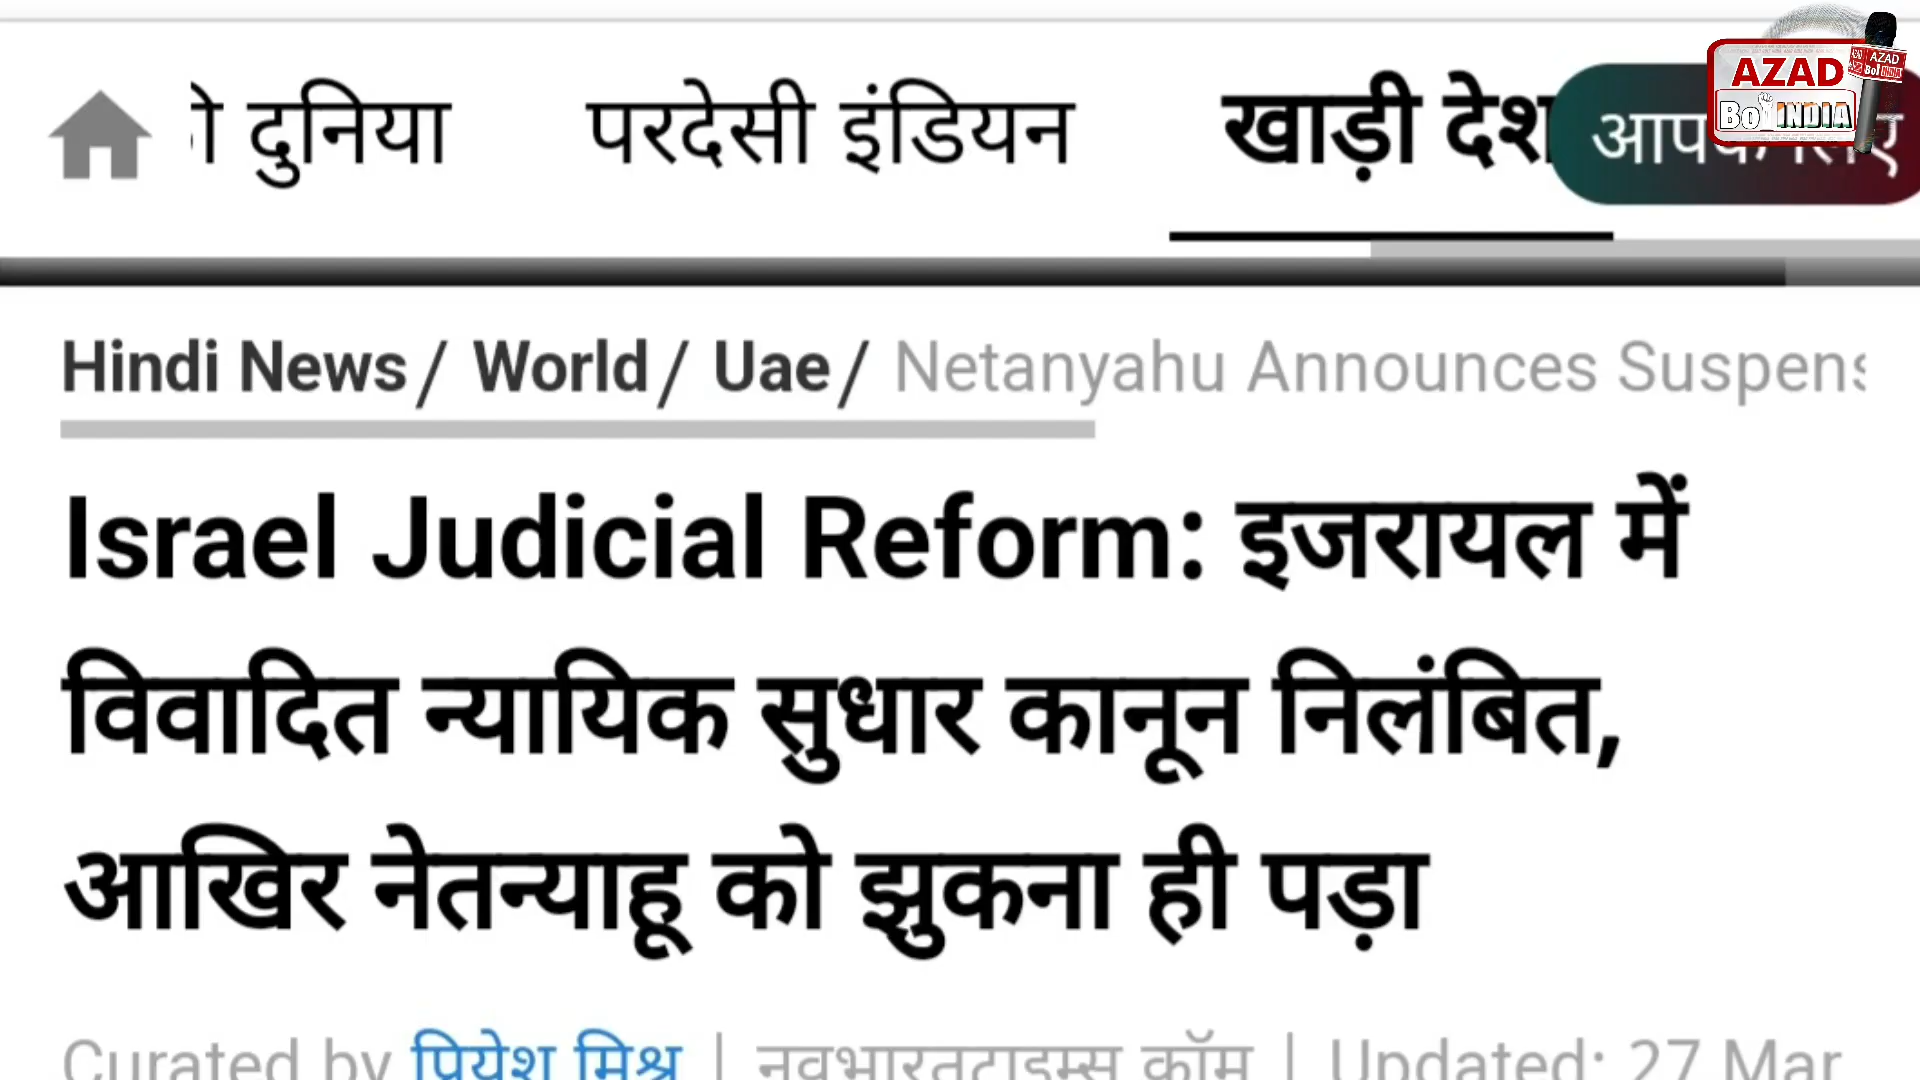 दुनिया परदेसी इंडियन खाड़ी देश
AZAD
Bol INDIA
Hindi News / World / Uae / Netanyahu Announces Suspens
Israel Judicial Reform: इजरायल में
विवादित न्यायिक सुधार कानून निलंबित,
आखिर नेतन्याहू को झुकना ही पड़ा
Curated by प्रियेश मिश्र | नवभारतटाइम्स कॉम | Updated: 27 Mar